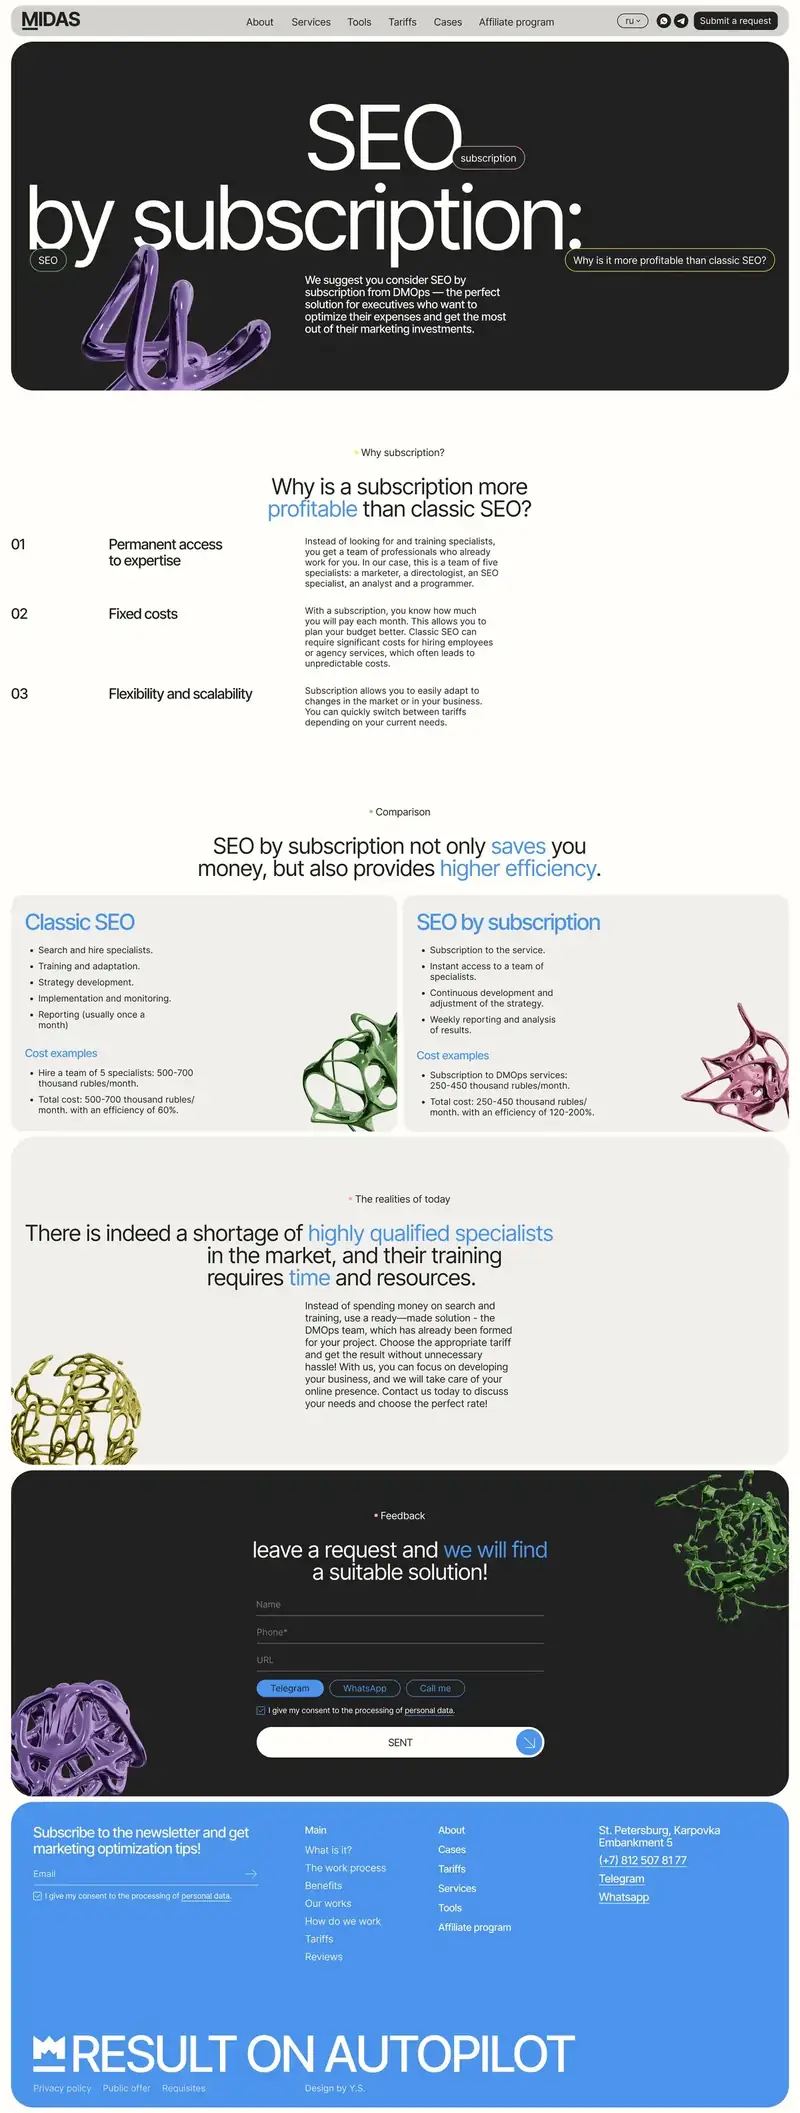 MIDAS
About
Services
Tools
Tariffs
Cases
Affiliate program
ru
Submit a request
SEO
subscription
by subscription:
SEO
Why is it more profitable than classic SEO?
We suggest you consider SEO by
subscription from DMOps — the perfect
solution for executives who want to
optimize their expenses and get the most
out of their marketing investments.
Why subscription?
Why is a subscription more
profitable than classic SEO?
01
Permanent access
to expertise
Instead of looking for and training specialists,
you get a team of professionals who already
work for you. In our case, this is a team of five
specialists: a marketer, a directologist, an SEO
specialist, an analyst and a programmer.
02
Fixed costs
With a subscription, you know how much
you will pay each month. This allows you to
plan your budget better. Classic SEO can
require significant costs for hiring employees
or agency services, which often leads to
unpredictable costs.
03
Flexibility and scalability
Subscription allows you to easily adapt to
changes in the market or in your business.
You can quickly switch between tariffs
depending on your current needs.
Comparison
SEO by subscription not only saves you
money, but also provides higher efficiency.
Classic SEO
• Search and hire specialists.
• Training and adaptation.
• Strategy development.
• Implementation and monitoring.
• Reporting (usually once a
month)
Cost examples
• Hire a team of 5 specialists: 500-700
thousand rubles/month.
• Total cost: 500-700 thousand rubles/
month. with an efficiency of 60%.
SEO by subscription
• Subscription to the service.
• Instant access to a team of
specialists.
• Continuous development and
adjustment of the strategy.
• Weekly reporting and analysis
of results.
Cost examples
• Subscription to DMOps services:
250-450 thousand rubles/month.
• Total cost: 250-450 thousand rubles/
month. with an efficiency of 120-200%.
The realities of today
There is indeed a shortage of highly qualified specialists
in the market, and their training
requires time and resources.
Instead of spending money on search and
training, use a ready—made solution - the
DMOps team, which has already been formed
for your project. Choose the appropriate tariff
and get the result without unnecessary
hassle! With us, you can focus on developing
your business, and we will take care of your
online presence. Contact us today to discuss
your needs and choose the perfect rate!
Feedback
leave a request and we will find
a suitable solution!
Name
Phone*
URL
Telegram
WhatsApp
Call me
I give my consent to the processing of personal data.
SENT
Subscribe to the newsletter and get
marketing optimization tips!
Email
I give my consent to the processing of personal data.
Main
What is it?
The work process
Benefits
Our works
How do we work
Tariffs
Reviews
About
Cases
Tariffs
Services
Tools
Affiliate program
St. Petersburg, Karpovka
Embankment 5
(+7) 812 507 81 77
Telegram
Whatsapp
RESULT ON AUTOPILOT
Privacy policy
Public offer
Requisites
Design by Y.S.